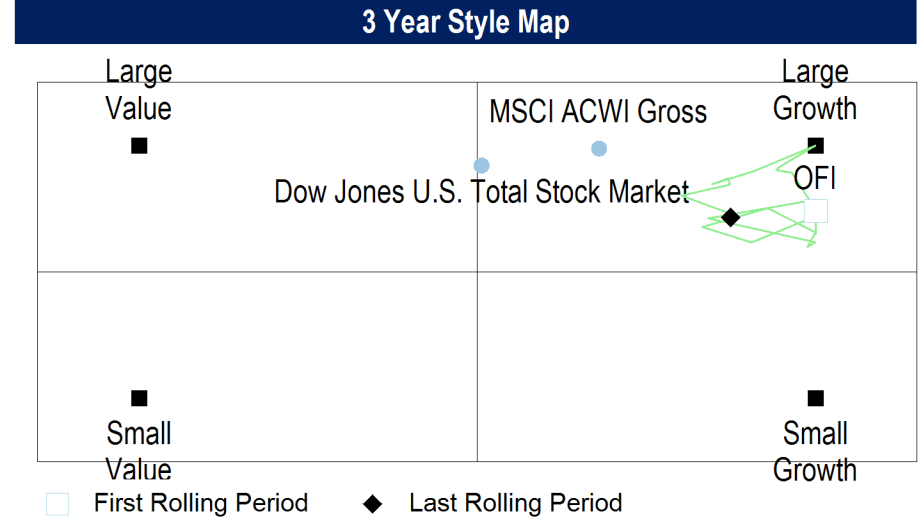 3 Year Style Map
Large
Value
Large
Growth
MSCI ACWI Gross
OFI
Dow Jones U.S. Total Stock Market
Small
Value
Small
Growth
First Rolling Period
Last Rolling Period